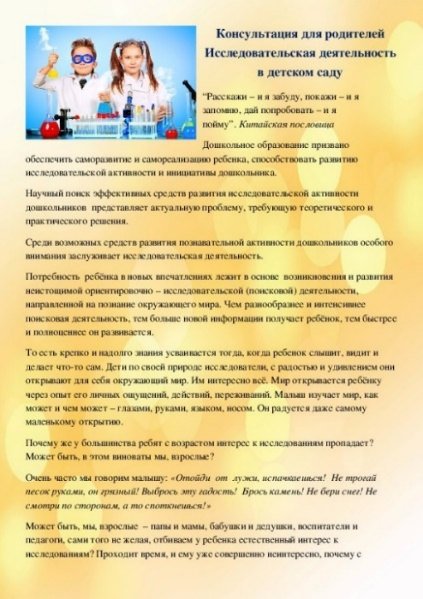 Консультация для родителей
Исследовательская деятельность
в детском саду
“Расскажи – и я забуду, покажи – и я
запомню, дай попробовать – и я
пойму”. Китайская пословица
Дошкольное образование призвано
обеспечить саморазвитие и самореализацию ребенка, способствовать развитию
исследовательской активности и инициативы дошкольника.
Научный поиск эффективных средств развития исследовательской активности
дошкольников представляет актуальную проблему, требующую теоретического и
практического решения.
Среди возможных средств развития познавательной активности дошкольников особого
внимания заслуживает исследовательская деятельность.
Потребность ребёнка в новых впечатлениях лежит в основе возникновения и развития
неистощимой ориентировочно – исследовательской (поисковой) деятельности,
направленной на познание окружающего мира. Чем разнообразнее и интенсивнее
поисковая деятельность, тем больше новой информации получает ребёнок, тем быстрее
и полноценнее он развивается.
То есть крепко и надолго знания усваивается тогда, когда ребенок слышит, видит и
делает что-то сам. Дети по своей природе исследователи, с радостью и удивлением они
открывают для себя окружающий мир. Им интересно всё. Мир открывается ребёнку
через опыт его личных ощущений, действий, переживаний. Малыш изучает мир, как
может и чем может – глазами, руками, языком, носом. Он радуется даже самому
маленькому открытию.
Почему же у большинства ребят с возрастом интерес к исследованиям пропадает?
Может быть, в этом виноваты мы, взрослые?
Очень часто мы говорим малышу: «Отойди от лужи, испачкаешься! Не трогай
песок руками, он грязный! Выбрось эту гадость! Брось камень! Не бери снег! Не
смотри по сторонам, а то споткнешься!»
Может быть, мы, взрослые – папы и мамы, бабушки и дедушки, воспитатели и
педагоги, сами того не желая, отбиваем у ребенка естественный интерес к
исследованиям? Проходит время, и ему уже совершенно неинтересно, почему с